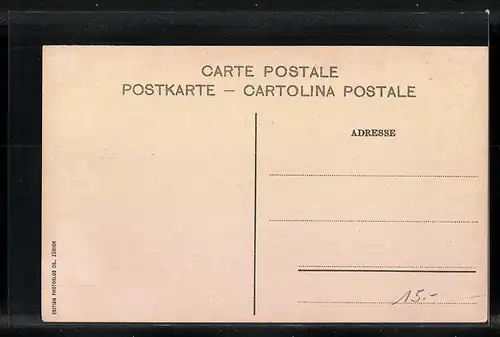 CARTE POSTALE
POSTKARTE – CARTOLINA POSTALE
ADRESSE
EDITION PHOTOGLOB CO., ZÜRICH
15.-